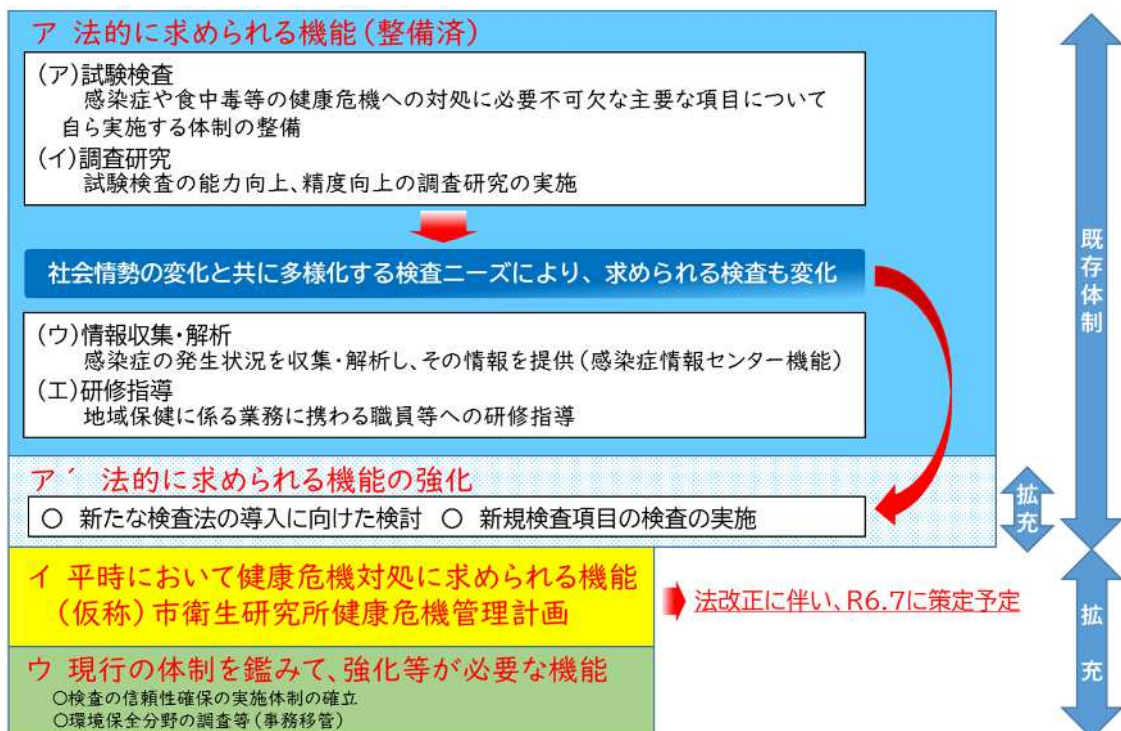 ア 法的に求められる機能(整備済)
(ア)試験検査
感染症や食中毒等の健康危機への対処に必要不可欠な主要な項目について
自ら実施する体制の整備
(イ)調査研究
試験検査の能力向上、精度向上の調査研究の実施
社会情勢の変化と共に多様化する検査ニーズにより、求められる検査も変化
(ウ)情報収集・解析
感染症の発生状況を収集・解析し、その情報を提供(感染症情報センター機能)
(エ)研修指導
地域保健に係る業務に携わる職員等への研修指導
ア´ 法的に求められる機能の強化
○ 新たな検査法の導入に向けた検討 ○ 新規検査項目の検査の実施
イ 平時において健康危機対処に求められる機能
(仮称)市衛生研究所健康危機管理計画
法改正に伴い、R6.7に策定予定
ウ 現行の体制を鑑みて、強化等が必要な機能
○検査の信頼性確保の実施体制の確立
○環境保全分野の調査等(事務移管)
既存体制
拡充
拡充